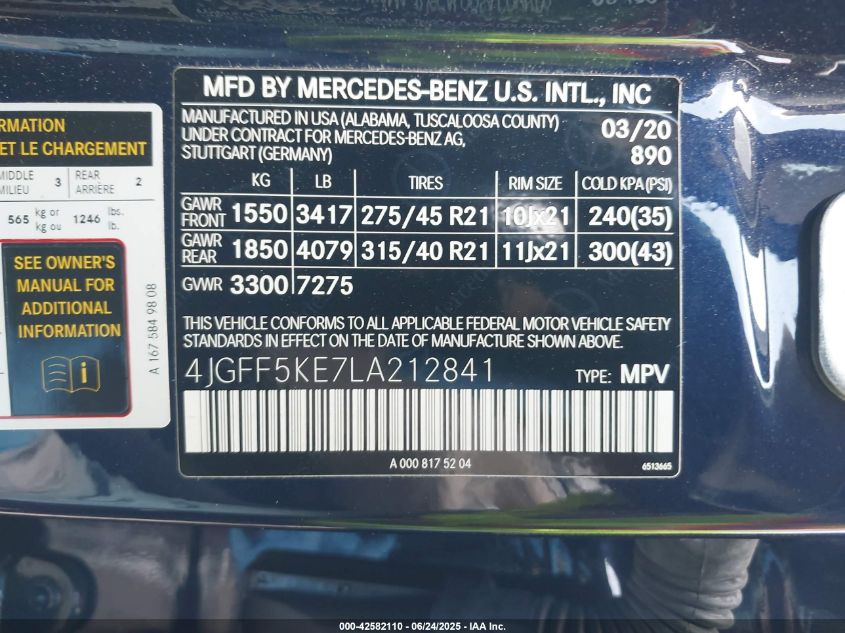 MFD BY MERCEDES-BENZ U.S. INTL., INC
MANUFACTURED IN USA (ALABAMA, TUSCALOOSA COUNTY)
UNDER CONTRACT FOR MERCEDES-BENZ AG,
STUTTGART (GERMANY)
03/20
890
KG LB TIRES RIM SIZE COLD KPA (PSI)
GAWR FRONT 1550 3417 275/45 R21 10Jx21 240(35)
GAWR REAR 1850 4079 315/40 R21 11Jx21 300(43)
GVWR 3300 7275
THIS VEHICLE CONFORMS TO ALL APPLICABLE FEDERAL MOTOR VEHICLE SAFETY
STANDARDS IN EFFECT ON THE DATE OF MANUFACTURE SHOWN ABOVE.
4JGFF5KE7LA212841 TYPE: MPV
A 000 817 52 04
6513665
ET LE CHARGEMENT
MIDDLE 3 REAR 2
ARRIÈRE
565 kg or 1246 lbs.
kg ou lb.
SEE OWNER'S
MANUAL FOR
ADDITIONAL
INFORMATION
A 167 584 98 08
000-42582110 - 06/24/2025 - IAA Inc.